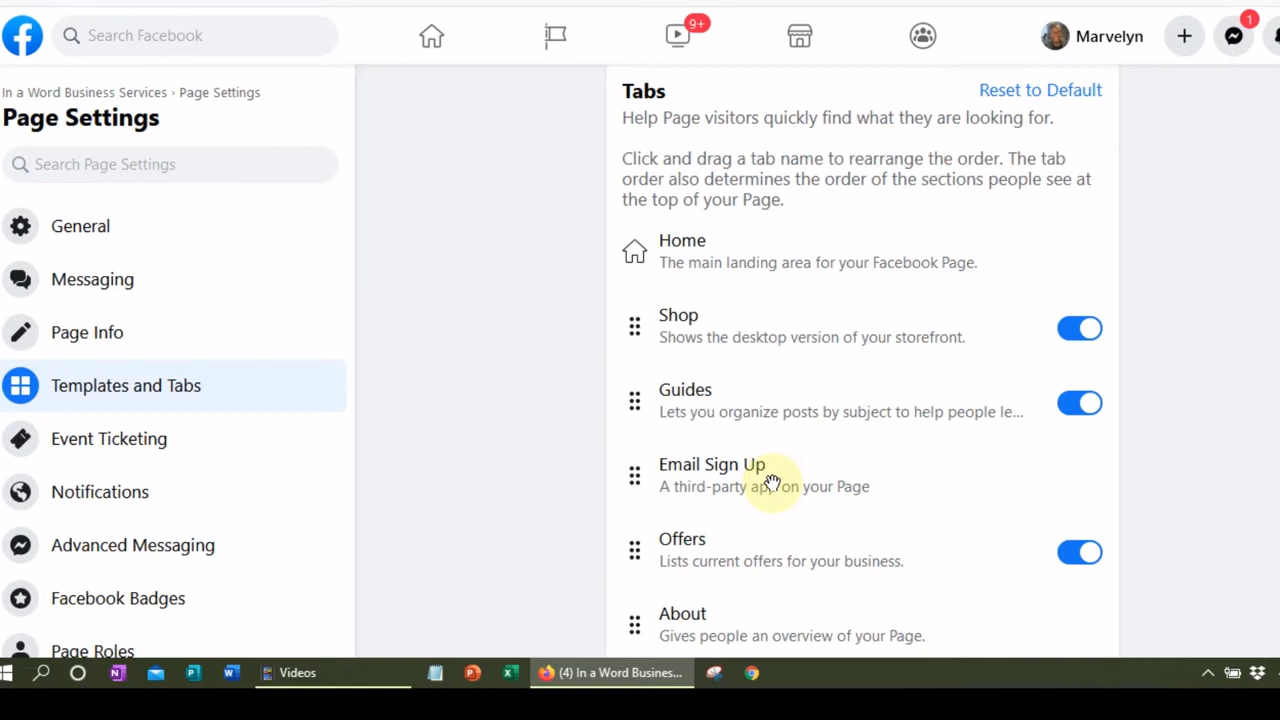 Search Facebook
9+
Marvelyn
1
In a Word Business Services › Page Settings
Page Settings
Search Page Settings
General
Messaging
Page Info
Templates and Tabs
Event Ticketing
Notifications
Advanced Messaging
Facebook Badges
Page Roles
Tabs
Reset to Default
Help Page visitors quickly find what they are looking for.
Click and drag a tab name to rearrange the order. The tab
order also determines the order of the sections people see at
the top of your Page.
Home
The main landing area for your Facebook Page.
Shop
Shows the desktop version of your storefront.
Guides
Lets you organize posts by subject to help people le...
Email Sign Up
A third-party app on your Page
Offers
Lists current offers for your business.
About
Gives people an overview of your Page.
Videos
(4) In a Word Busines...